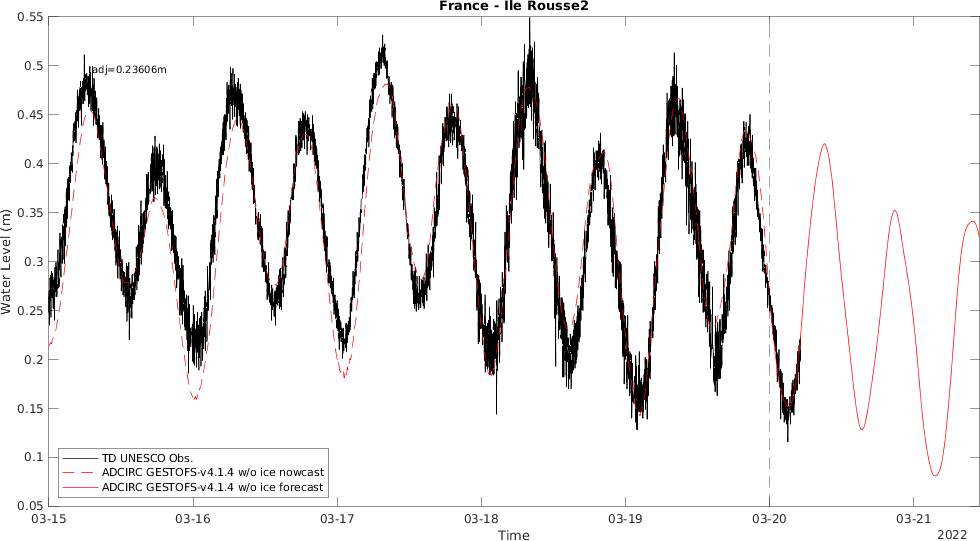 France - Ile Rousse2
adj=0.23606m
0.55
0.5
0.45
0.4
0.35
0.3
0.25
0.2
0.15
0.1
0.05
Water Level (m)
TD UNESCO Obs.
ADCIRC GESTOFS-v4.1.4 w/o ice nowcast
ADCIRC GESTOFS-v4.1.4 w/o ice forecast
03-15 03-16 03-17 03-18 03-19 03-20 03-21
Time
2022